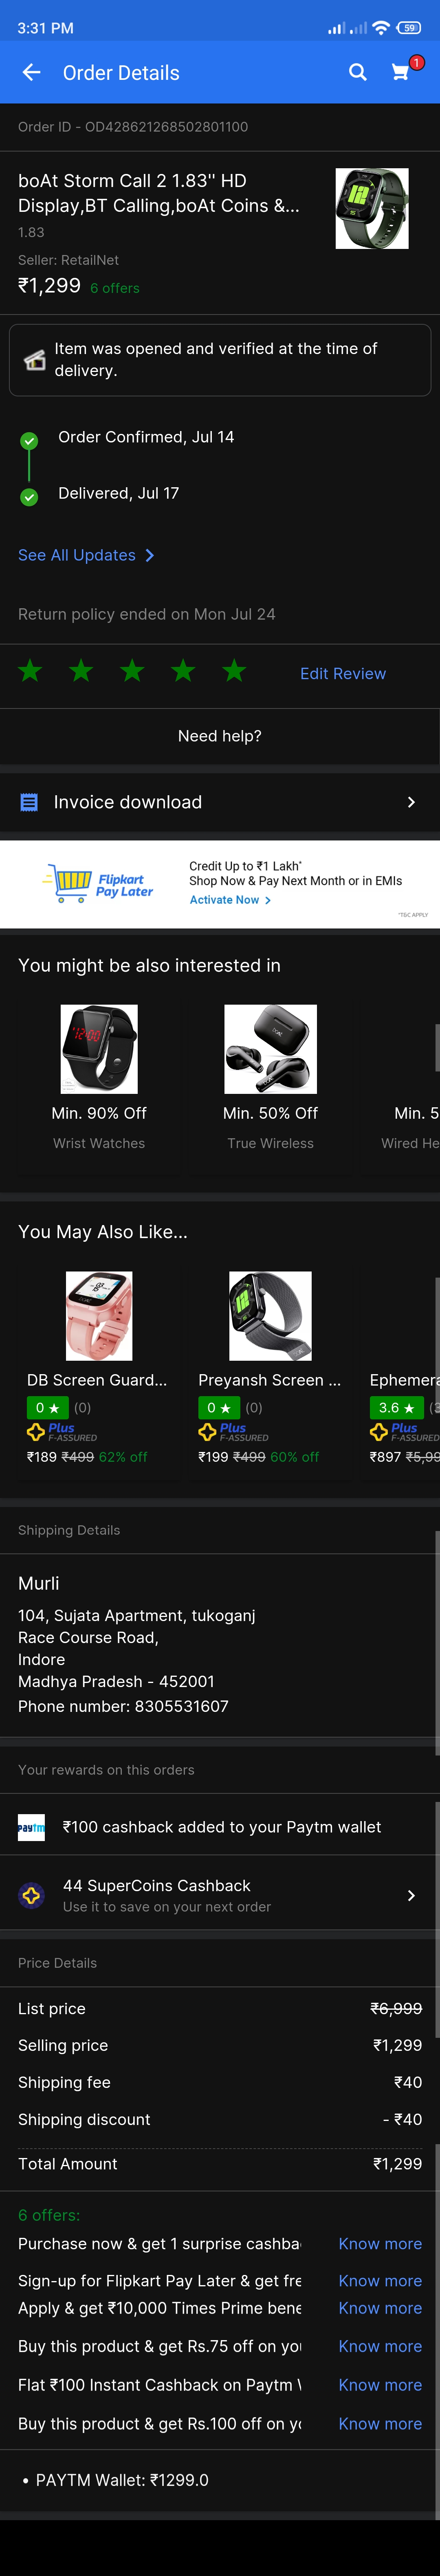 3:31 PM
59
Order Details
1
Order ID - OD428621268502801100
boAt Storm Call 2 1.83'' HD
Display,BT Calling,boAt Coins &...
1.83
Seller: RetailNet
₹1,299 6 offers
Item was opened and verified at the time of
delivery.
Order Confirmed, Jul 14
Delivered, Jul 17
See All Updates
Return policy ended on Mon Jul 24
Edit Review
Need help?
Invoice download
Flipkart
Pay Later
Credit Up to ₹1 Lakh*
Shop Now & Pay Next Month or in EMIs
Activate Now
*T&C APPLY
You might be also interested in
12:00
Min. 90% Off
Min. 50% Off
Min. 5
Wrist Watches
True Wireless
Wired He
You May Also Like...
DB Screen Guard...
Preyansh Screen ...
Ephemera
0 ★ (0)
0 ★ (0)
3.6 ★ (3
Plus
F-ASSURED
Plus
F-ASSURED
Plus
F-ASSURED
₹189 ₹499 62% off
₹199 ₹499 60% off
₹897 ₹5,99
Shipping Details
Murli
104, Sujata Apartment, tukoganj
Race Course Road,
Indore
Madhya Pradesh - 452001
Phone number: 8305531607
Your rewards on this orders
paytm
₹100 cashback added to your Paytm wallet
44 SuperCoins Cashback
Use it to save on your next order
Price Details
List price ₹6,999
Selling price ₹1,299
Shipping fee ₹40
Shipping discount - ₹40
Total Amount ₹1,299
6 offers:
Purchase now & get 1 surprise cashba Know more
Sign-up for Flipkart Pay Later & get fre Know more
Apply & get ₹10,000 Times Prime bene Know more
Buy this product & get Rs.75 off on you Know more
Flat ₹100 Instant Cashback on Paytm W Know more
Buy this product & get Rs.100 off on yo Know more
• PAYTM Wallet: ₹1299.0